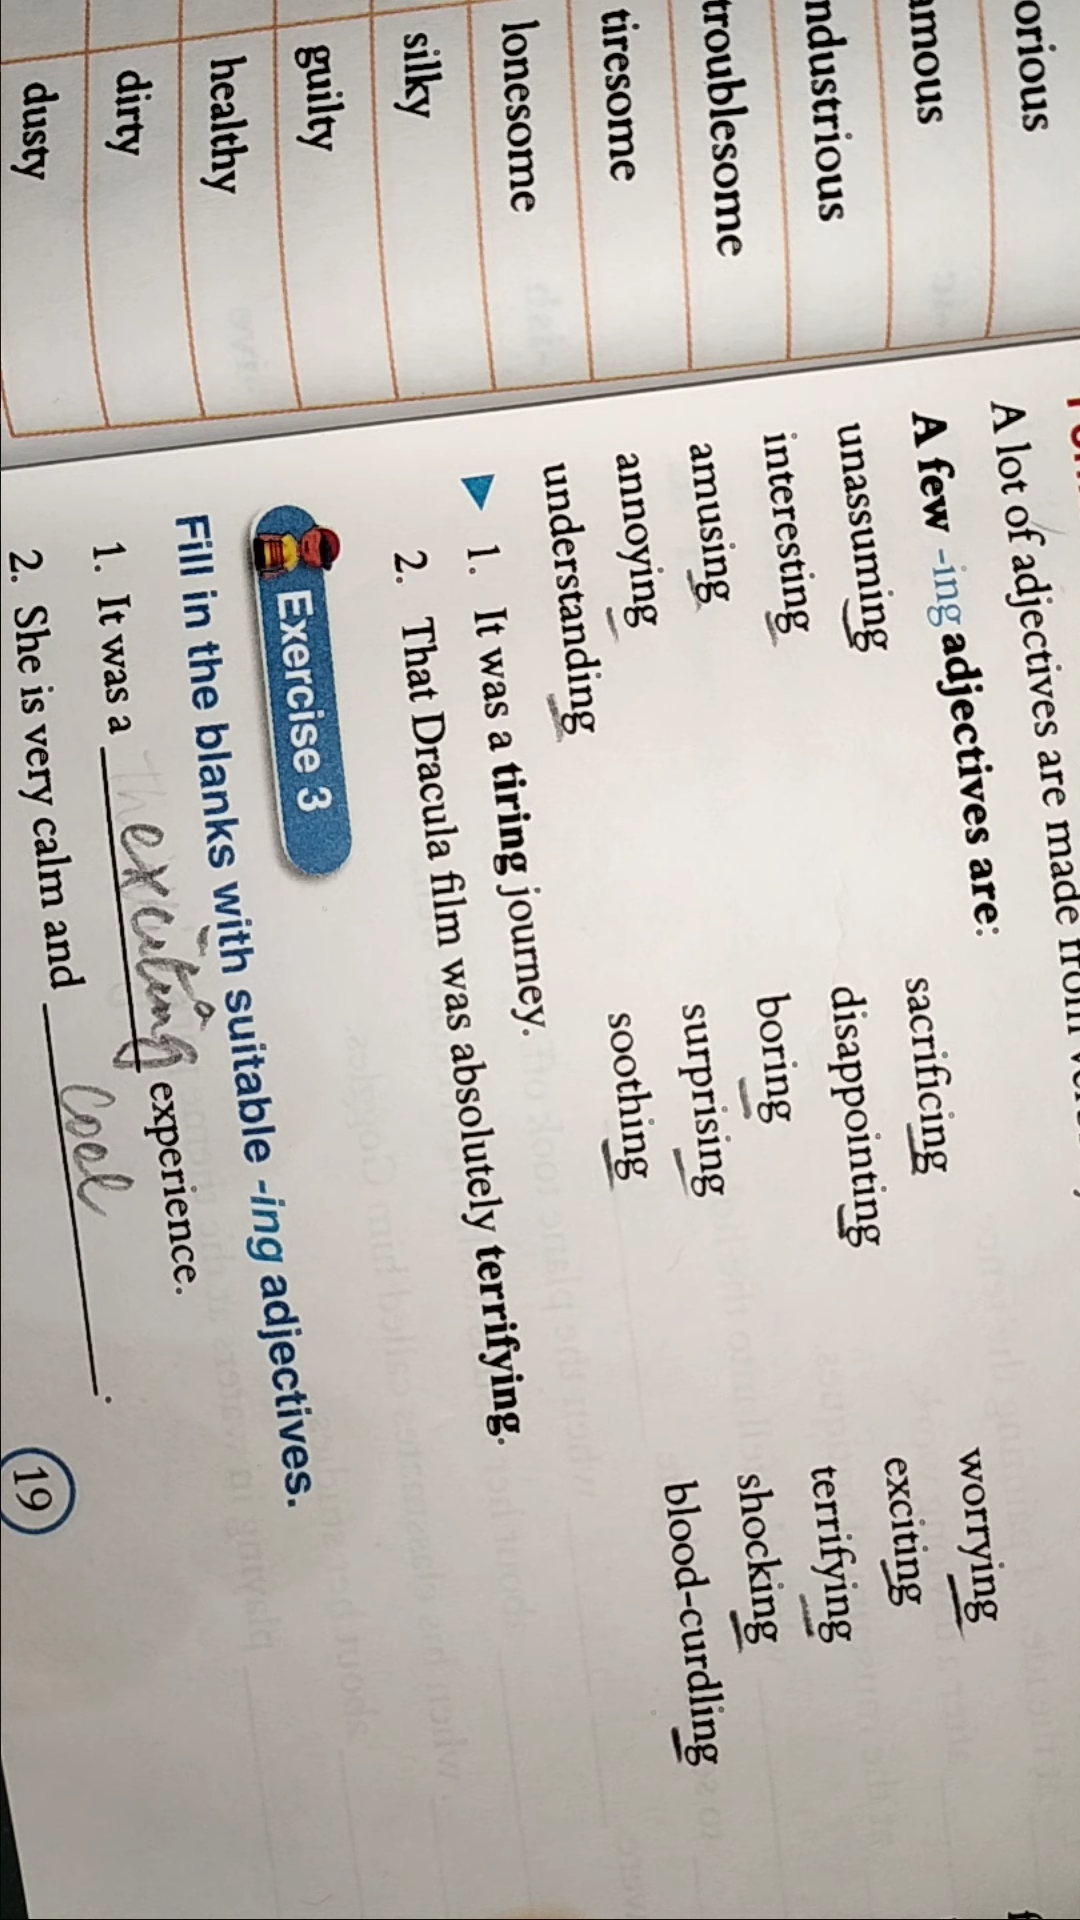 orious
amous
ndustrious
troublesome
tiresome
lonesome
silky
guilty
healthy
dirty
dusty
A lot of adjectives are made from
A few -ing adjectives are:
unassuming sacrificing worrying
interesting disappointing exciting
amusing boring terrifying
annoying surprising shocking
understanding soothing blood-curdling
1. It was a tiring journey.
2. That Dracula film was absolutely terrifying.
Exercise 3
Fill in the blanks with suitable -ing adjectives.
1. It was a experience.
2. She is very calm and Cool.
19